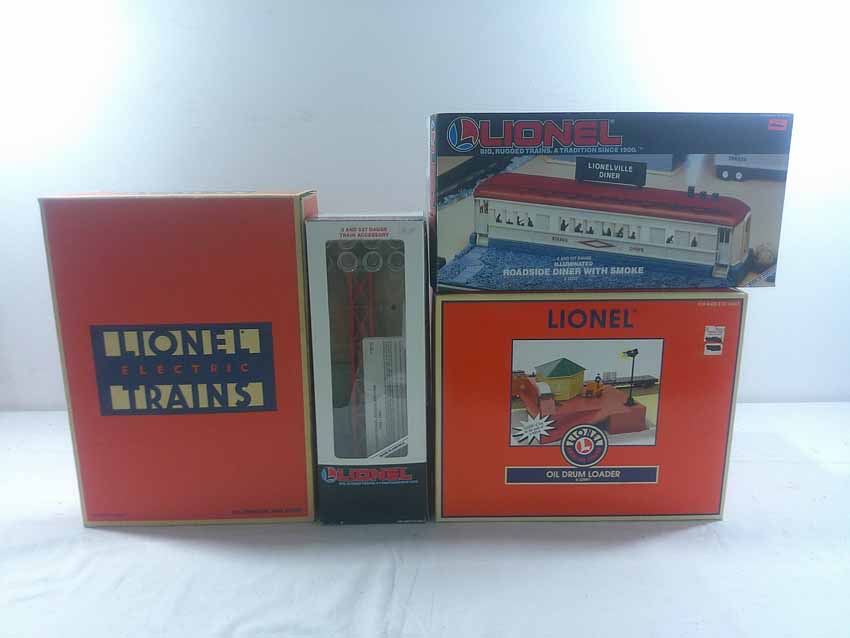 LIONEL
ELECTRIC
TRAINS
O AND O27 GAUGE
TRAIN ACCESSORY
LIONEL
LIONEL
BIG, RUGGED TRAINS. A TRADITION SINCE 1900.™
LIONELVILLE
DINER
O AND O27 GAUGE
ILLUMINATED
ROADSIDE DINER WITH SMOKE
LIONEL
LIONEL
OIL DRUM LOADER